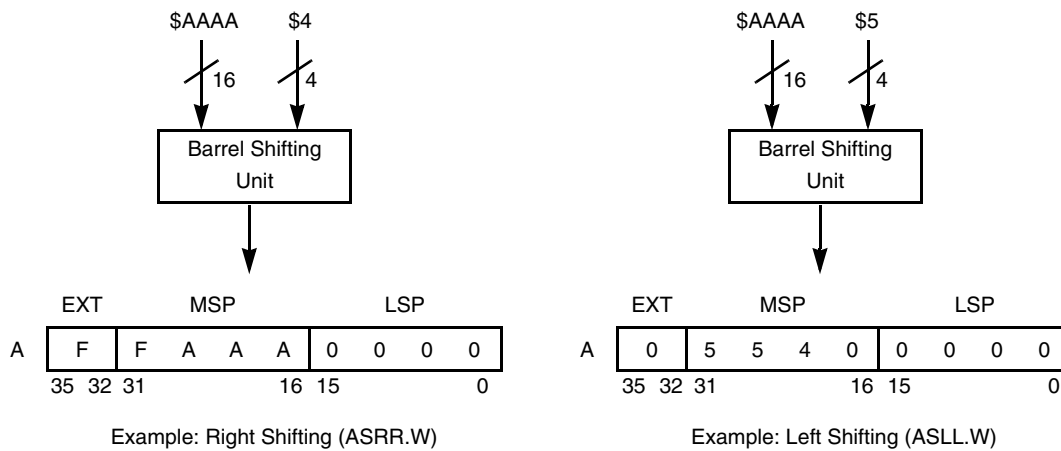 $AAAA $4 $AAAA $5
16 4 16 4
Barrel Shifting Unit Barrel Shifting Unit
EXT MSP LSP EXT MSP LSP
A F F A A A 0 0 0 0 A 0 5 5 4 0 0 0 0 0
35 32 31 16 15 0 35 32 31 16 15 0
Example: Right Shifting (ASRR.W) Example: Left Shifting (ASLL.W)